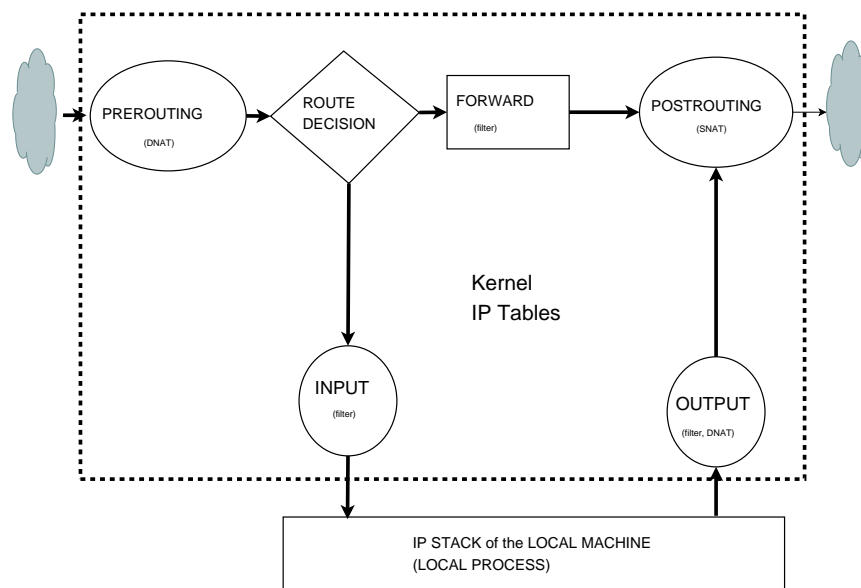 PREROUTING
(DNAT)
ROUTE
DECISION
FORWARD
(filter)
POSTROUTING
(SNAT)
Kernel
IP Tables
INPUT
(filter)
OUTPUT
(filter, DNAT)
IP STACK of the LOCAL MACHINE
(LOCAL PROCESS)